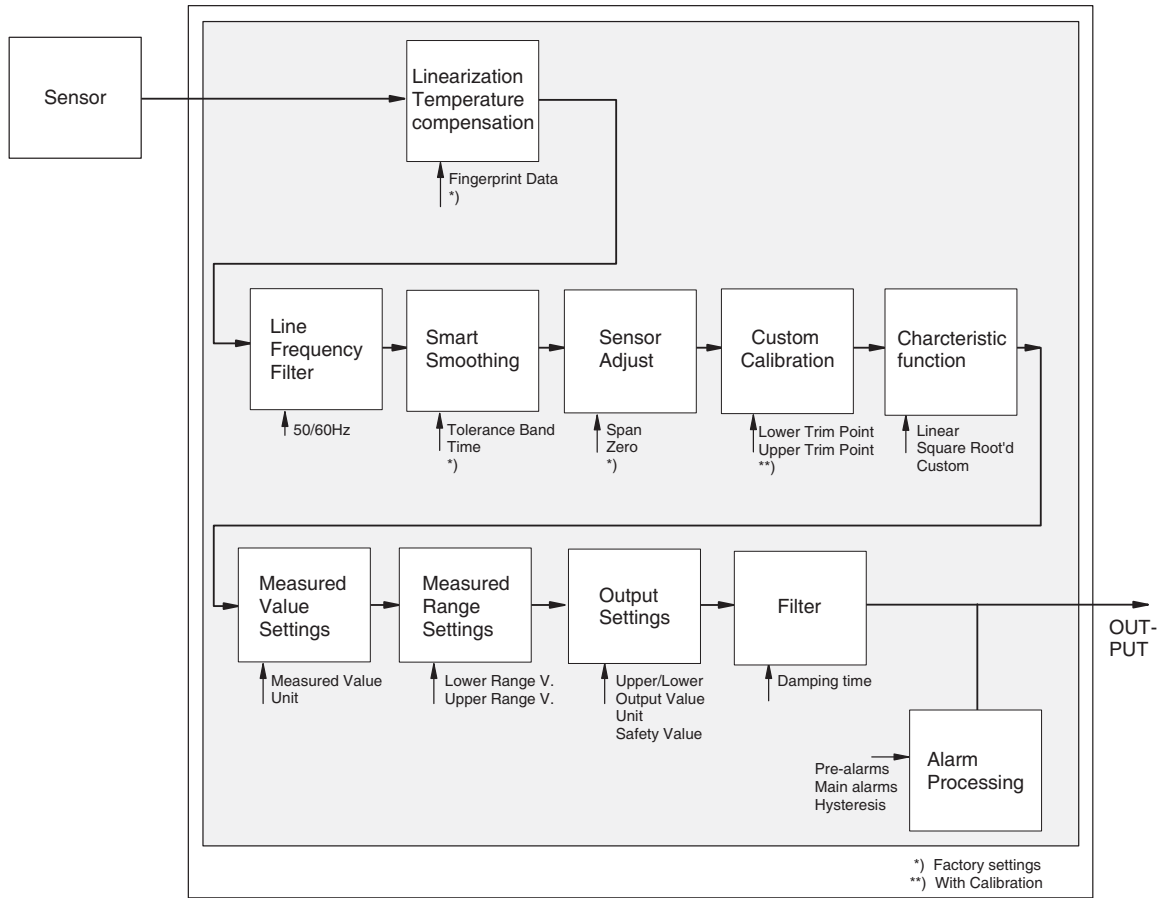 Sensor
Linearization
Temperature
compensation
Fingerprint Data
*)
Line
Frequency
Filter
50/60Hz
Smart
Smoothing
Tolerance Band
Time
*)
Sensor
Adjust
Span
Zero
*)
Custom
Calibration
Lower Trim Point
Upper Trim Point
**)
Charcteristic
function
Linear
Square Root'd
Custom
Measured
Value
Settings
Measured Value
Unit
Measured
Range
Settings
Lower Range V.
Upper Range V.
Output
Settings
Upper/Lower
Output Value
Unit
Safety Value
Filter
Damping time
OUT-
PUT
Alarm
Processing
Pre-alarms
Main alarms
Hysteresis
*) Factory settings
**) With Calibration